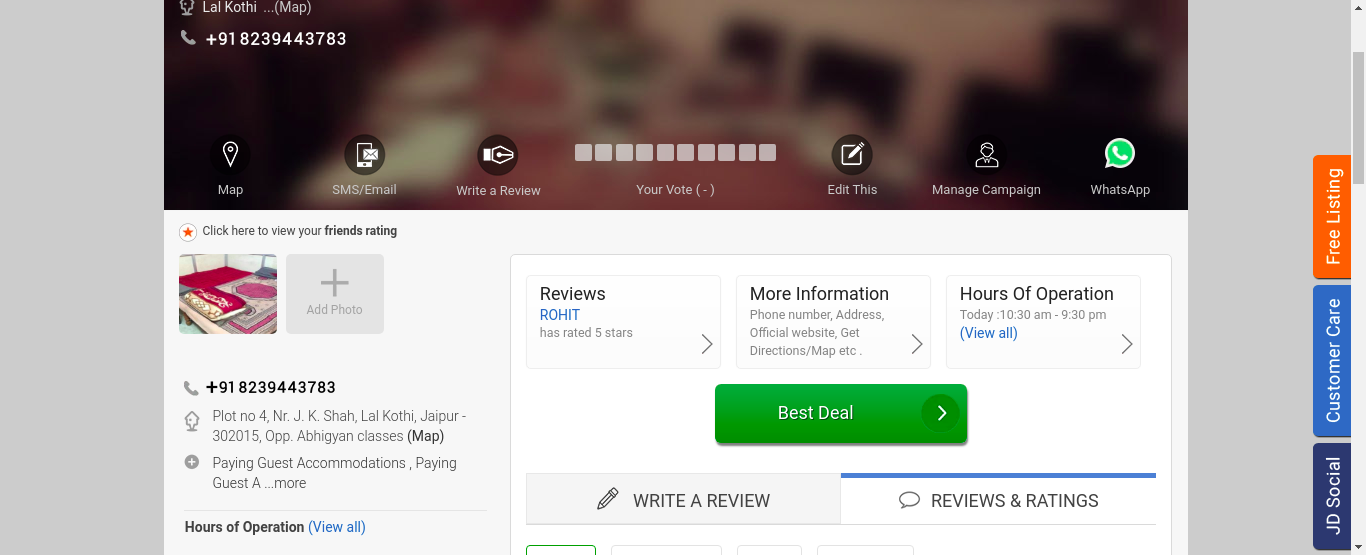 Lal Kothi ...(Map)
+918239443783
Map
SMS/Email
Write a Review
Your Vote ( - )
Edit This
Manage Campaign
WhatsApp
Click here to view your friends rating
Add Photo
+918239443783
Plot no 4, Nr. J. K. Shah, Lal Kothi, Jaipur -
302015, Opp. Abhigyan classes (Map)
Paying Guest Accommodations , Paying
Guest A ...more
Hours of Operation (View all)
Reviews
ROHIT
has rated 5 stars
More Information
Phone number, Address,
Official website, Get
Directions/Map etc .
Hours Of Operation
Today :10:30 am - 9:30 pm
(View all)
Best Deal
WRITE A REVIEW
REVIEWS & RATINGS
Free Listing
Customer Care
JD Social